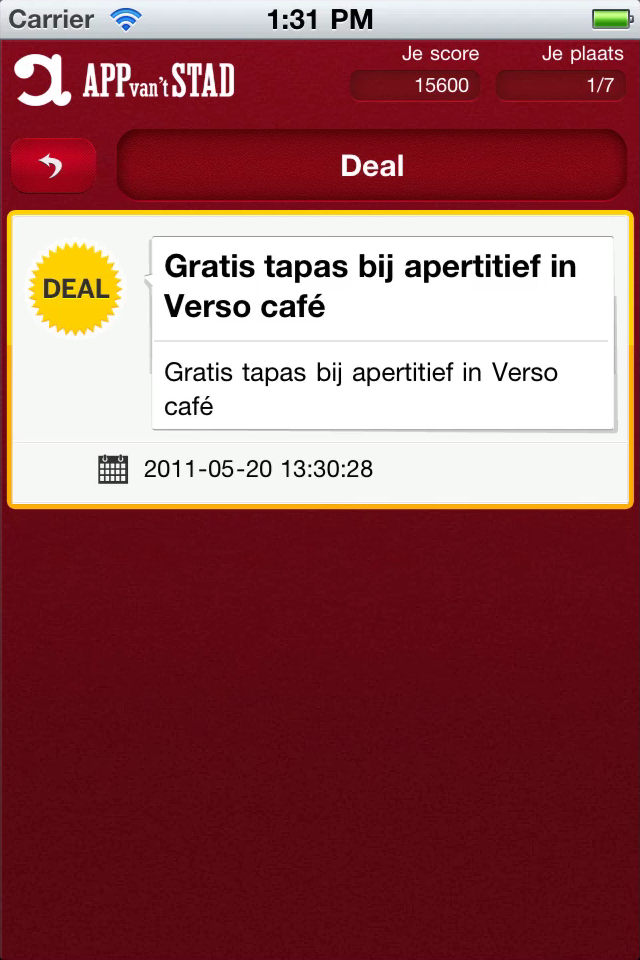 Carrier 1:31 PM
Je score Je plaats
APP van't STAD 15600 1/7
Deal
DEAL
Gratis tapas bij apertitief in
Verso café
Gratis tapas bij apertitief in Verso
café
2011-05-20 13:30:28